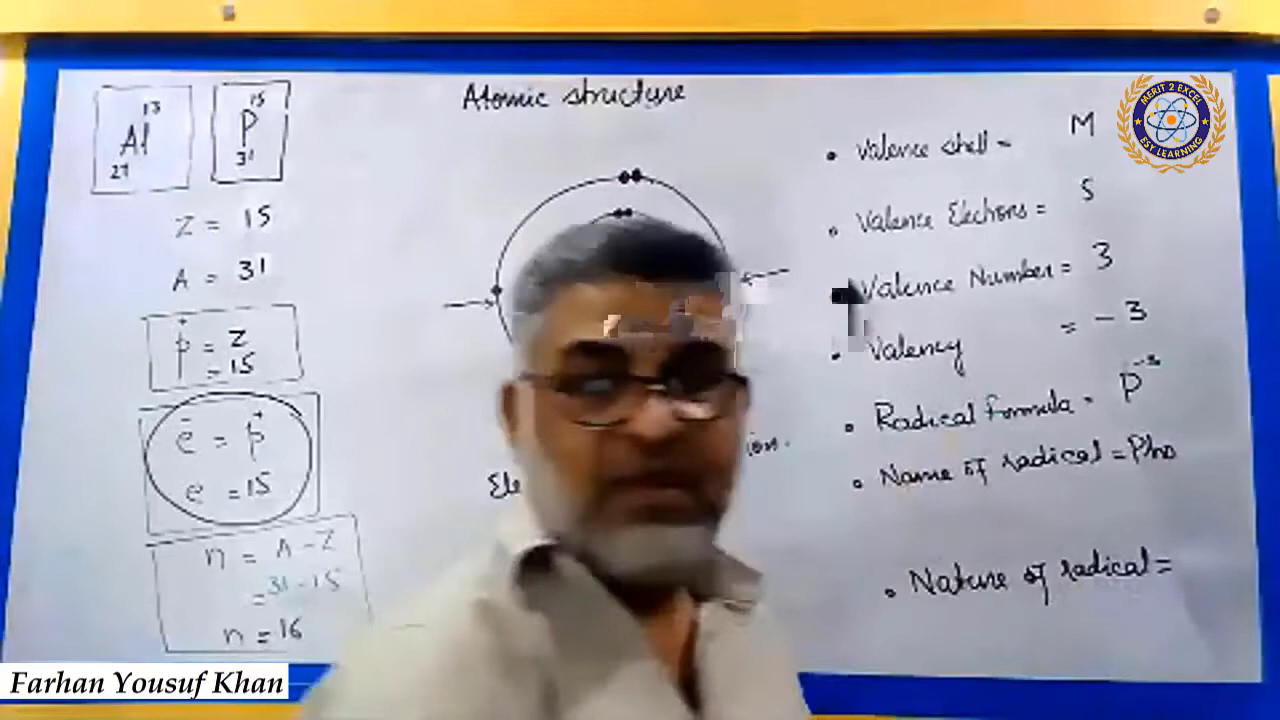 Atomic structure
13
Al
27
15
P
31
Z = 15
A = 31
p = Z
= 15
e = p
e = 15
n = A - Z
= 31 - 15
n = 16
Valence Shell = M
Valence Electrons = 5
Valence Number = 3
Valency = - 3
Radical formula = P⁻³
Name of radical = Pho
Nature of radical =
MERIT 2 EXCEL
ESY LEARNING
Farhan Yousuf Khan